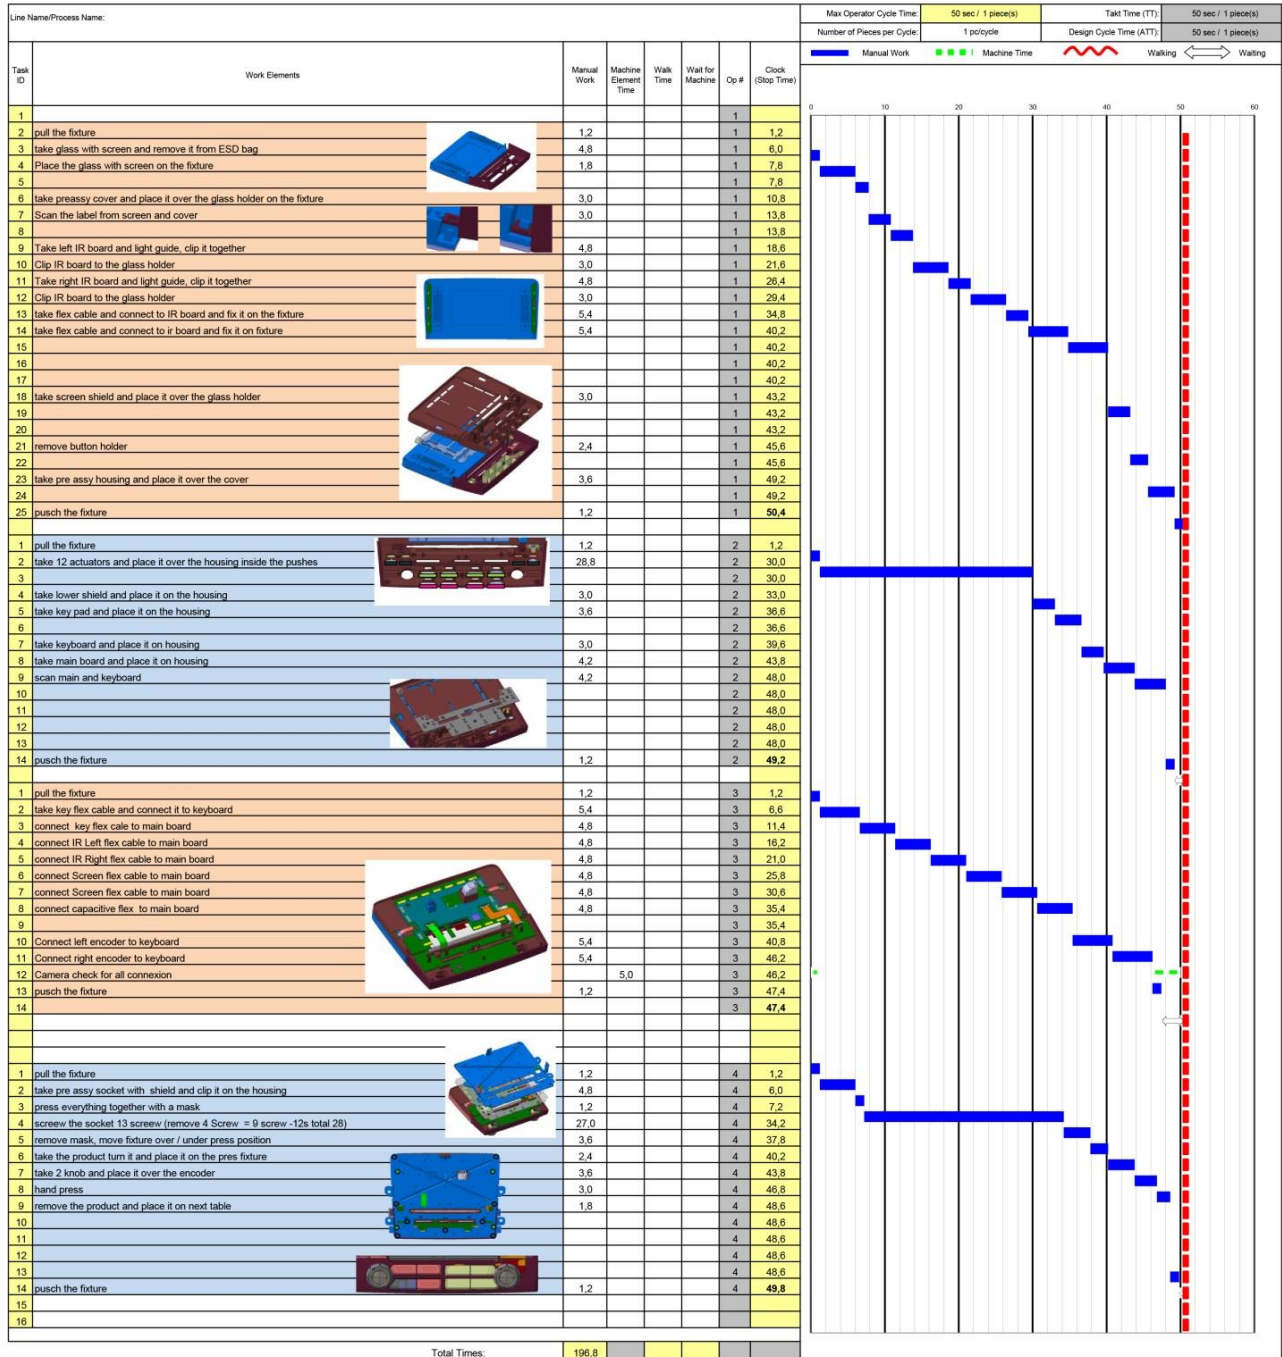 Line Name/Process Name:
Max Operator Cycle Time: 50 sec / 1 piece(s) Takt Time (TT): 50 sec / 1 piece(s)
Number of Pieces per Cycle: 1 pc/cycle Design Cycle Time (ATT): 50 sec / 1 piece(s)
Manual Work Machine Time Walking Waiting
Task ID Work Elements Manual Work Machine Element Time Walk Time Wait for Machine Op # Clock (Stop Time)
0 10 20 30 40 50 60
1 1
2 pull the fixture 1,2 1 1,2
3 take glass with screen and remove it from ESD bag 4,8 1 6,0
4 Place the glass with screen on the fixture 1,8 1 7,8
5 1 7,8
6 take preassy cover and place it over the glass holder on the fixture 3,0 1 10,8
7 Scan the label from screen and cover 3,0 1 13,8
8 1 13,8
9 Take left IR board and light guide, clip it together 4,8 1 18,6
10 Clip IR board to the glass holder 3,0 1 21,6
11 Take right IR board and light guide, clip it together 4,8 1 26,4
12 Clip IR board to the glass holder 3,0 1 29,4
13 take flex cable and connect to IR board and fix it on the fixture 5,4 1 34,8
14 take flex cable and connect to ir board and fix it on fixture 5,4 1 40,2
15 1 40,2
16 1 40,2
17 1 40,2
18 take screen shield and place it over the glass holder 3,0 1 43,2
19 1 43,2
20 1 43,2
21 remove button holder 2,4 1 45,6
22 1 45,6
23 take pre assy housing and place it over the cover 3,6 1 49,2
24 1 49,2
25 pusch the fixture 1,2 1 50,4
1 pull the fixture 1,2 2 1,2
2 take 12 actuators and place it over the housing inside the pushes 28,8 2 30,0
3 2 30,0
4 take lower shield and place it on the housing 3,0 2 33,0
5 take key pad and place it on the housing 3,6 2 36,6
6 2 36,6
7 take keyboard and place it on housing 3,0 2 39,6
8 take main board and place it on housing 4,2 2 43,8
9 scan main and keyboard 4,2 2 48,0
10 2 48,0
11 2 48,0
12 2 48,0
13 2 48,0
14 pusch the fixture 1,2 2 49,2
1 pull the fixture 1,2 3 1,2
2 take key flex cable and connect it to keyboard 5,4 3 6,6
3 connect key flex cale to main board 4,8 3 11,4
4 connect IR Left flex cable to main board 4,8 3 16,2
5 connect IR Right flex cable to main board 4,8 3 21,0
6 connect Screen flex cable to main board 4,8 3 25,8
7 connect Screen flex cable to main board 4,8 3 30,6
8 connect capacitive flex to main board 4,8 3 35,4
9 3 35,4
10 Connect left encoder to keyboard 5,4 3 40,8
11 Connect right encoder to keyboard 5,4 3 46,2
12 Camera check for all connexion 5,0 3 46,2
13 pusch the fixture 1,2 3 47,4
14 3 47,4
1 pull the fixture 1,2 4 1,2
2 take pre assy socket with shield and clip it on the housing 4,8 4 6,0
3 press everything together with a mask 1,2 4 7,2
4 screew the socket 13 screew (remove 4 Screw = 9 screw -12s total 28) 27,0 4 34,2
5 remove mask, move fixture over / under press position 3,6 4 37,8
6 take the product turn it and place it on the pres fixture 2,4 4 40,2
7 take 2 knob and place it over the encoder 3,6 4 43,8
8 hand press 3,0 4 46,8
9 remove the product and place it on next table 1,8 4 48,6
10 4 48,6
11 4 48,6
12 4 48,6
13 4 48,6
14 pusch the fixture 1,2 4 49,8
15
16
Total Times: 196,8